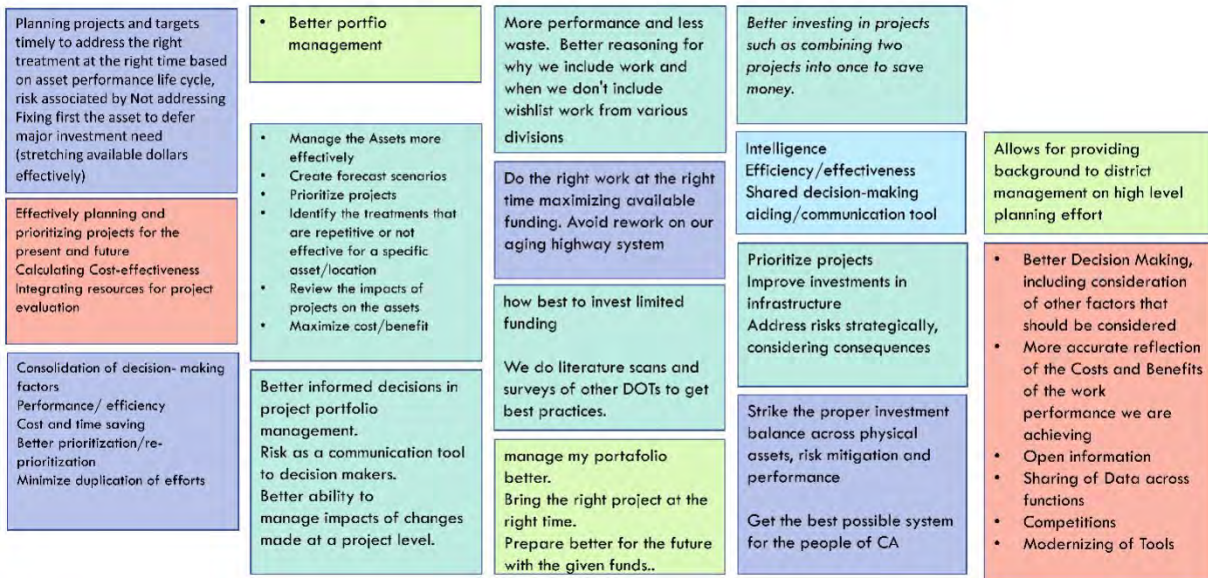 Planning projects and targets
timely to address the right
treatment at the right time based
on asset performance life cycle,
risk associated by Not addressing
Fixing first the asset to defer
major investment need
(stretching available dollars
effectively)
Effectively planning and
prioritizing projects for the
present and future
Calculating Cost-effectiveness
Integrating resources for project
evaluation
Consolidation of decision- making
factors
Performance/ efficiency
Cost and time saving
Better prioritization/re-
prioritization
Minimize duplication of efforts
• Better portfio
management
• Manage the Assets more
effectively
• Create forecast scenarios
• Prioritize projects
• Identify the treatments that
are repetitive or not
effective for a specific
asset/location
• Review the impacts of
projects on the assets
• Maximize cost/benefit
Better informed decisions in
project portfolio
management.
Risk as a communication tool
to decision makers.
Better ability to
manage impacts of changes
made at a project level.
More performance and less
waste. Better reasoning for
why we include work and
when we don't include
wishlist work from various
divisions
Do the right work at the right
time maximizing available
funding. Avoid rework on our
aging highway system
how best to invest limited
funding
We do literature scans and
surveys of other DOTs to get
best practices.
manage my portafolio
better.
Bring the right project at the
right time.
Prepare better for the future
with the given funds..
Better investing in projects
such as combining two
projects into once to save
money.
Intelligence
Efficiency/effectiveness
Shared decision-making
aiding/communication tool
Prioritize projects
Improve investments in
infrastructure
Address risks strategically,
considering consequences
Strike the proper investment
balance across physical
assets, risk mitigation and
performance
Get the best possible system
for the people of CA
Allows for providing
background to district
management on high level
planning effort
• Better Decision Making,
including consideration
of other factors that
should be considered
• More accurate reflection
of the Costs and Benefits
of the work
performance we are
achieving
• Open information
• Sharing of Data across
functions
• Competitions
• Modernizing of Tools